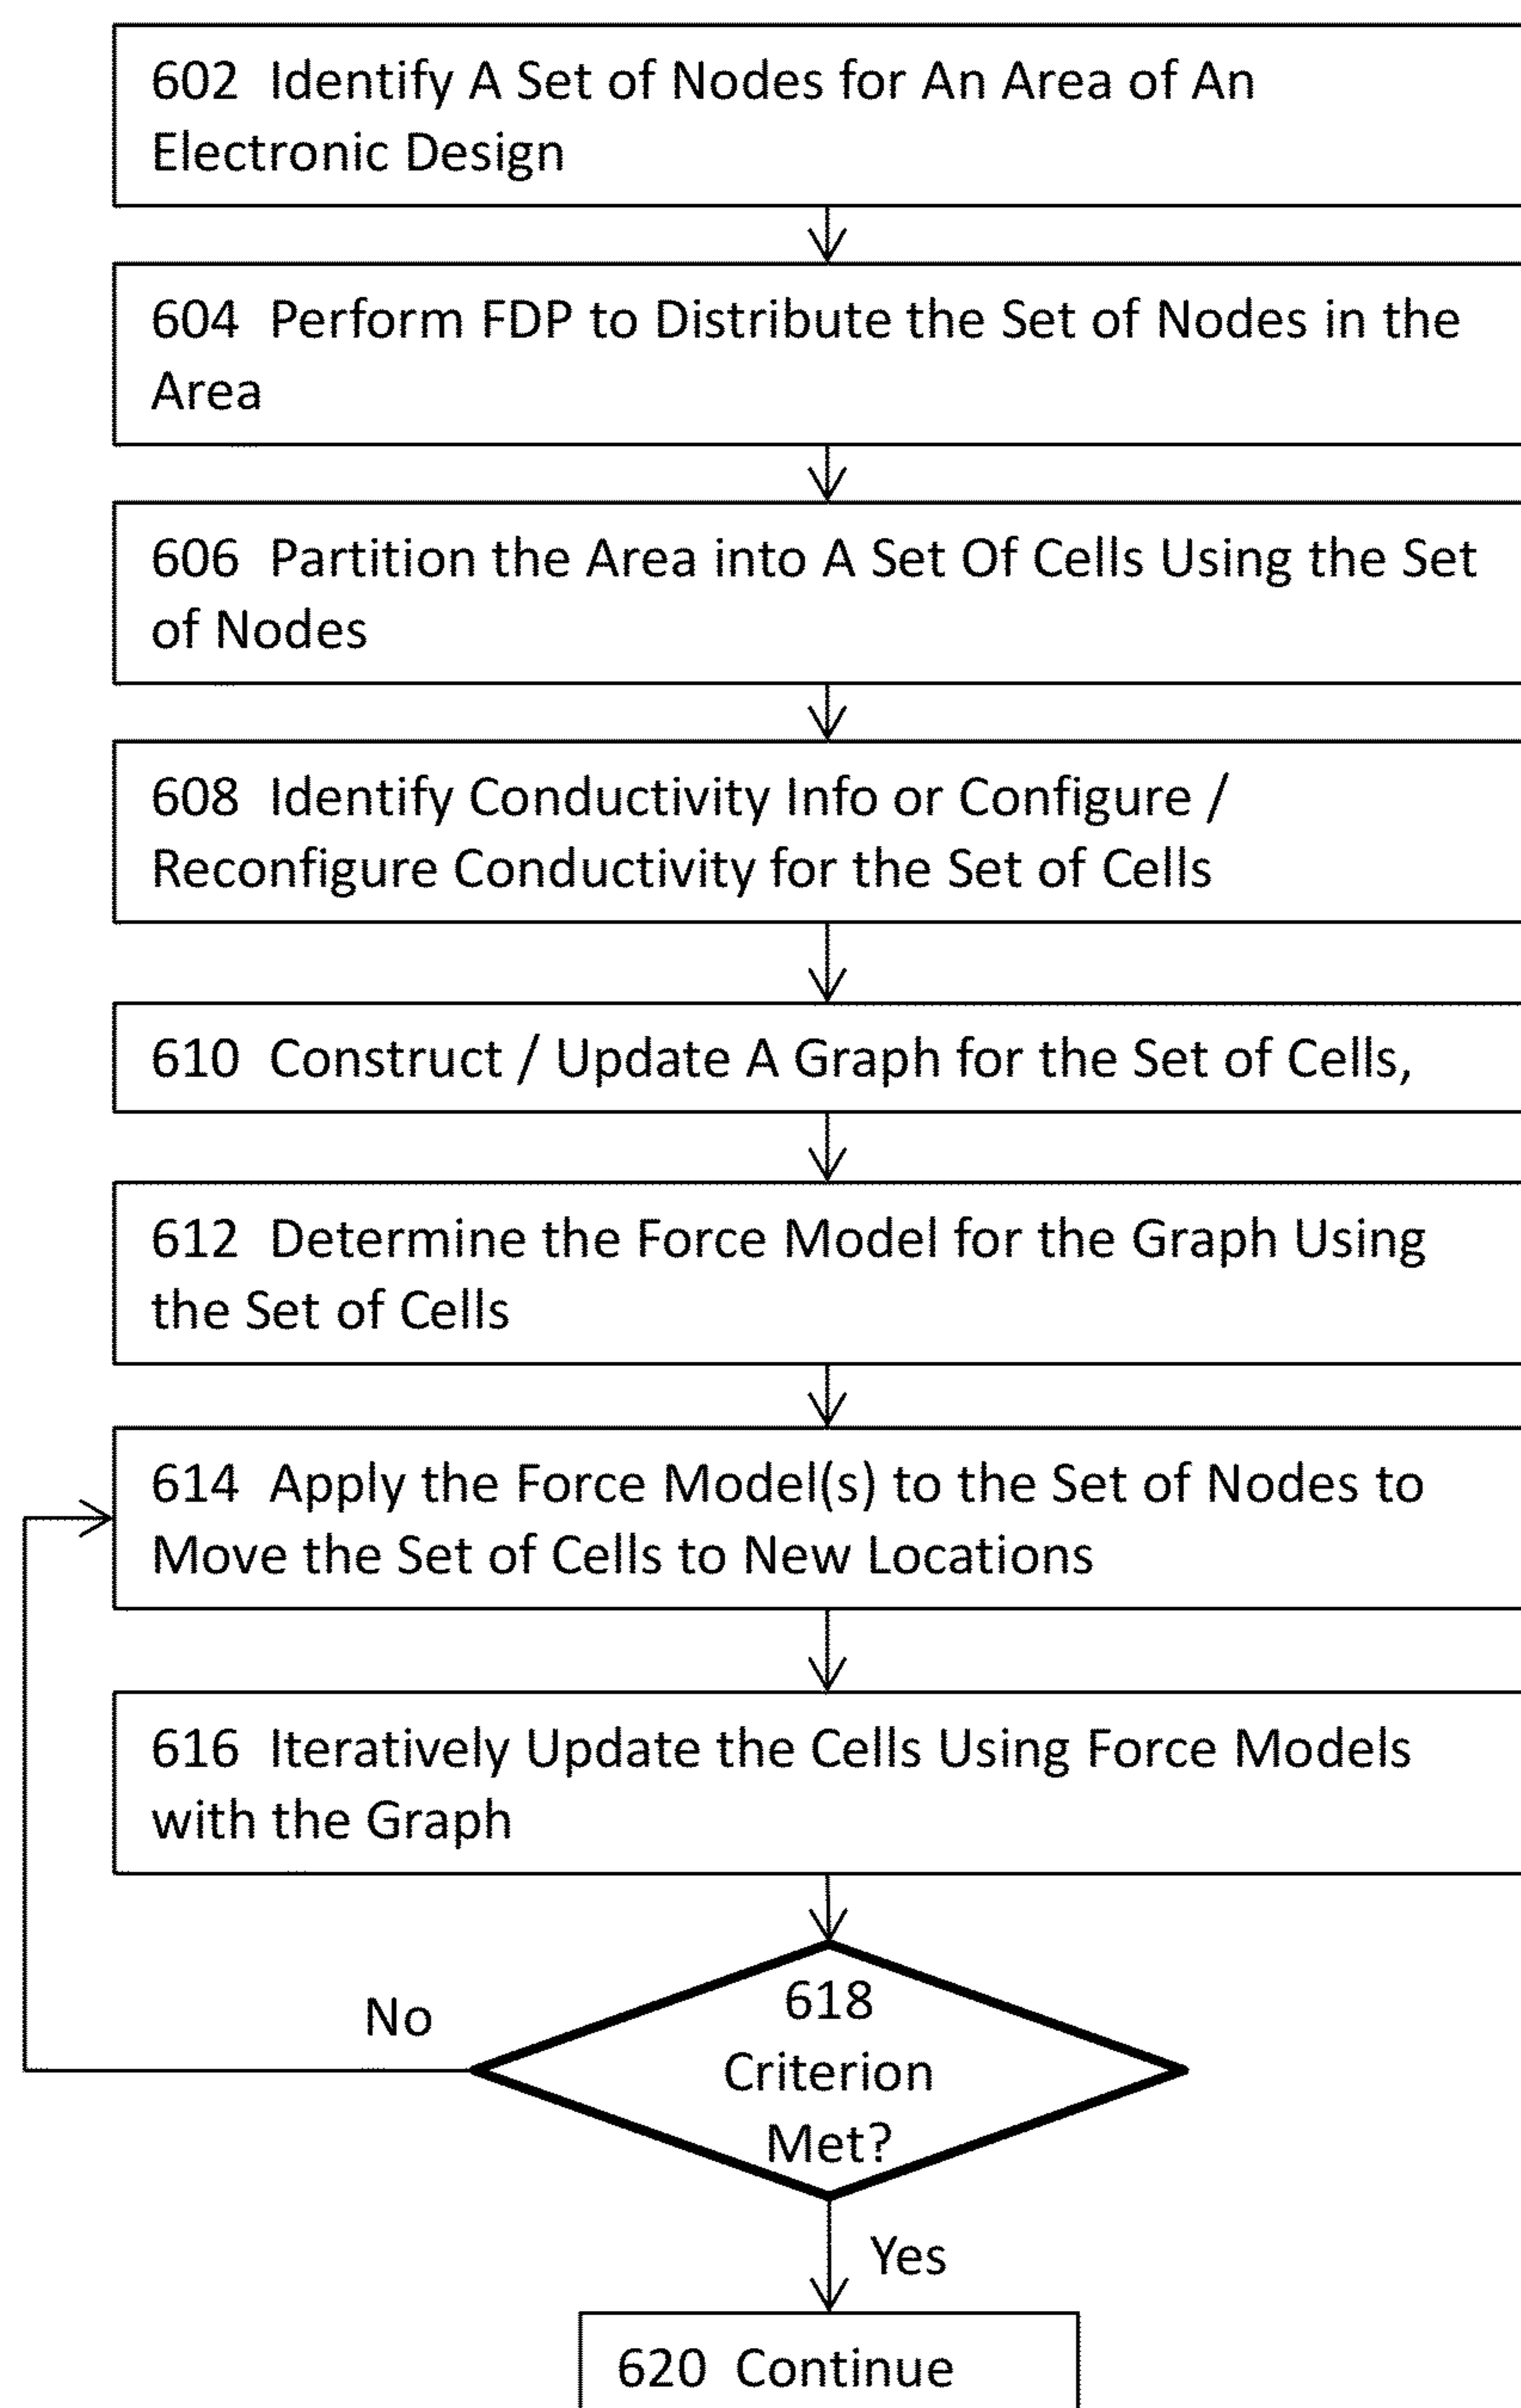 602 Identify A Set of Nodes for An Area of An
Electronic Design
604 Perform FDP to Distribute the Set of Nodes in the
Area
606 Partition the Area into A Set Of Cells Using the Set
of Nodes
608 Identify Conductivity Info or Configure /
Reconfigure Conductivity for the Set of Cells
610 Construct / Update A Graph for the Set of Cells,
612 Determine the Force Model for the Graph Using
the Set of Cells
614 Apply the Force Model(s) to the Set of Nodes to
Move the Set of Cells to New Locations
616 Iteratively Update the Cells Using Force Models
with the Graph
618
Criterion
Met?
No
Yes
620 Continue